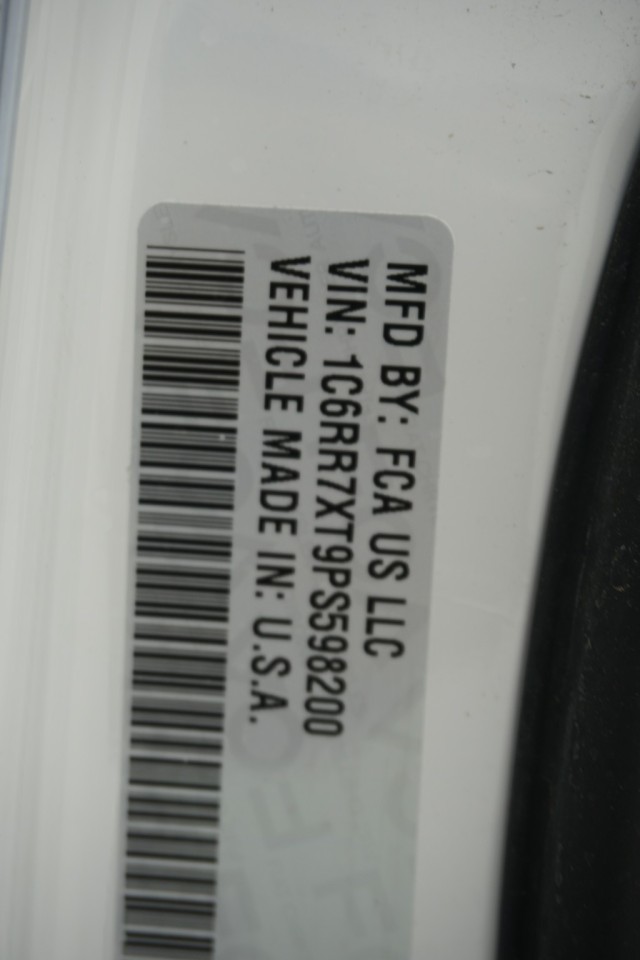 MFD BY: FCA US LLC
VIN: 1C6RR7XT9PS598200
VEHICLE MADE IN: U.S.A.